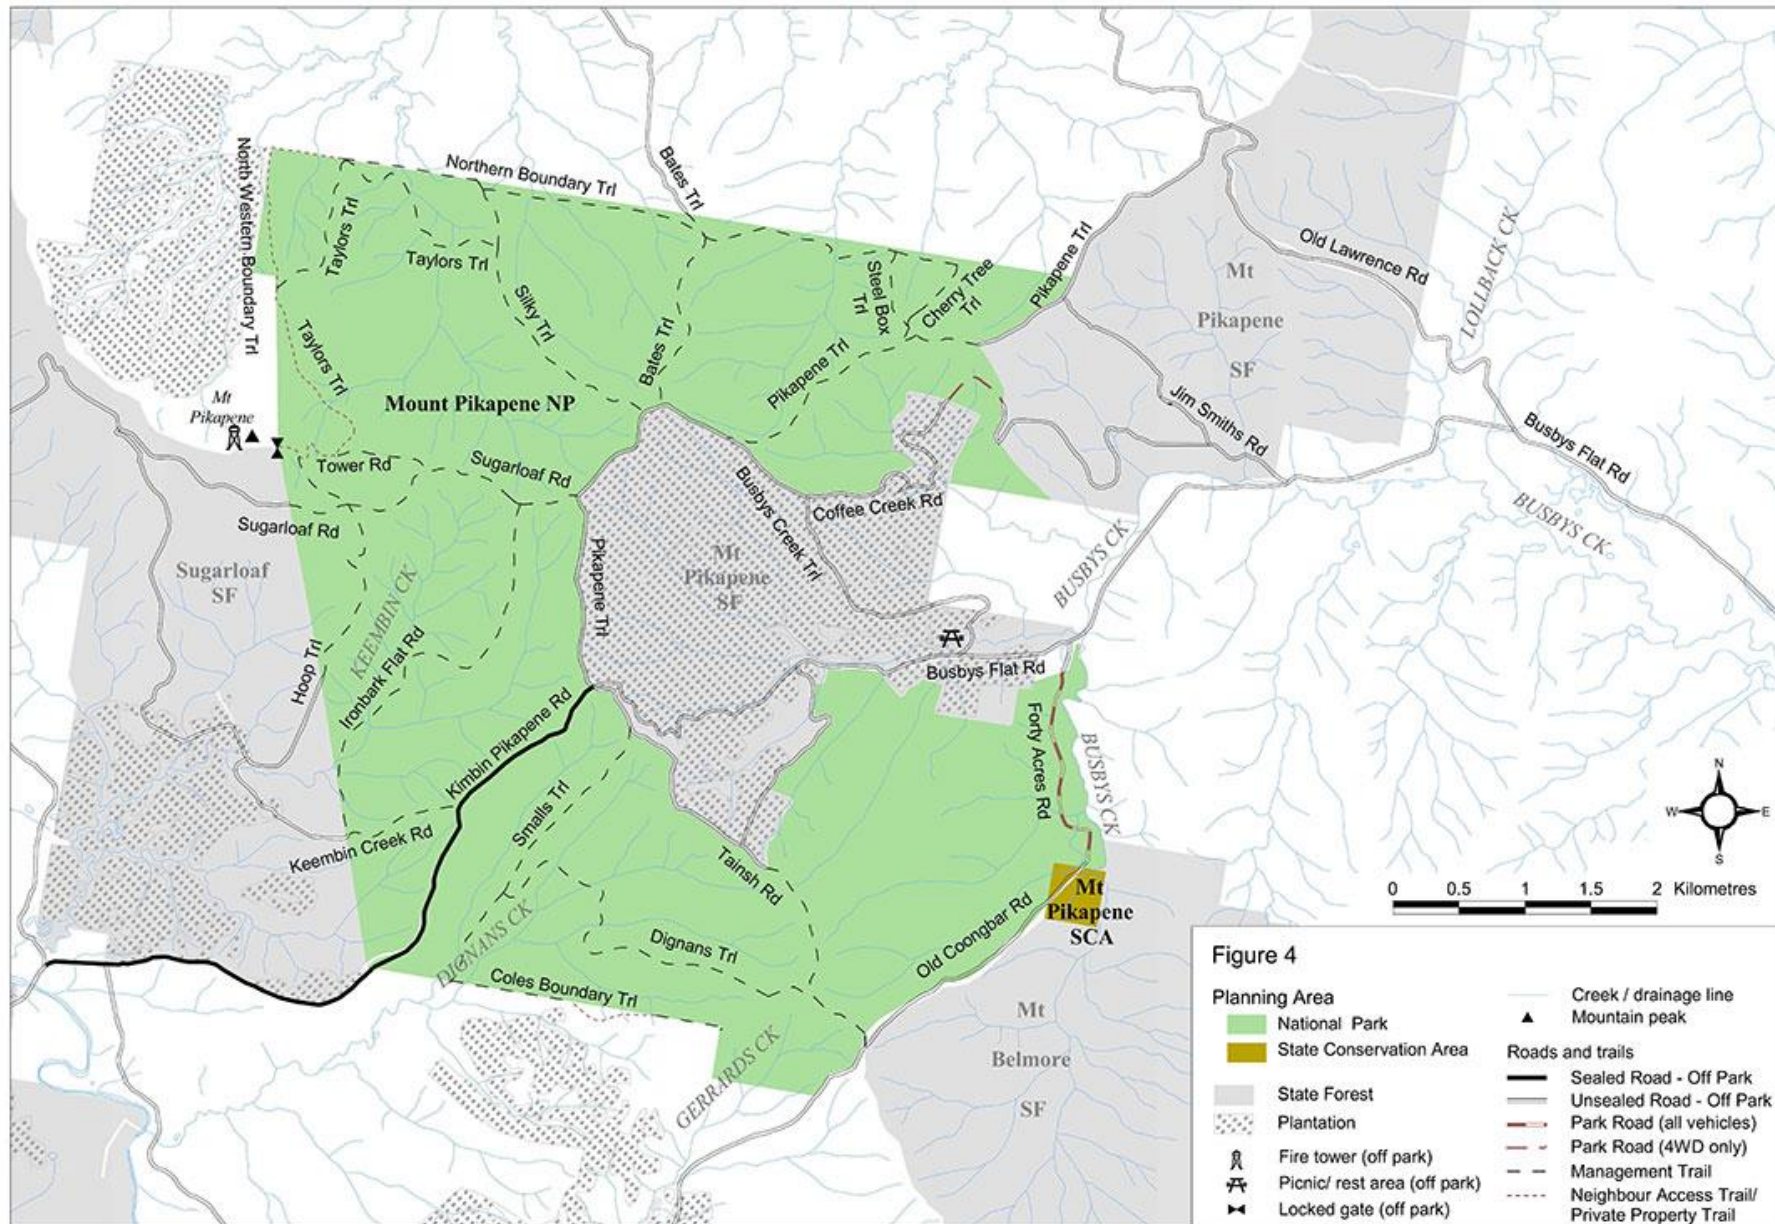 Northern Boundary Trl
Bates Trl
North Western Boundary Trl
Taylors Trl
Taylors Trl
Silky Trl
Bates Trl
Steel Box
Trl
Cherry Tree
Trl
Pikapene Trl
Pikapene Trl
Old Lawrence Rd
LOLLBACK CK
Mt
Pikapene
SF
Taylors Trl
Mt
Pikapene
Mount Pikapene NP
Jim Smiths Rd
Busbys Flat Rd
BUSBYS CK
Tower Rd
Sugarloaf Rd
Sugarloaf Rd
Busbys Creek Trl
Coffee Creek Rd
BUSBYS CK
Sugarloaf
SF
KEEMBIN CK
Pikapene Trl
Mt
Pikapene
SF
Hoop Trl
Ironbark Flat Rd
Busbys Flat Rd
Kimbin Pikapene Rd
Forty Acres Rd
BUSBYS CK
Smalls Trl
Keembin Creek Rd
Tainsh Rd
Mt
Pikapene
SCA
DIGNANS CK
Dignans Trl
Old Coongbar Rd
Coles Boundary Trl
GERRARDS CK
Mt
Belmore
SF
N
W
E
S
0 0.5 1 1.5 2 Kilometres
Figure 4
Planning Area
National Park
State Conservation Area
State Forest
Plantation
Fire tower (off park)
Picnic/ rest area (off park)
Locked gate (off park)
Creek / drainage line
Mountain peak
Roads and trails
Sealed Road - Off Park
Unsealed Road - Off Park
Park Road (all vehicles)
Park Road (4WD only)
Management Trail
Neighbour Access Trail/
Private Property Trail